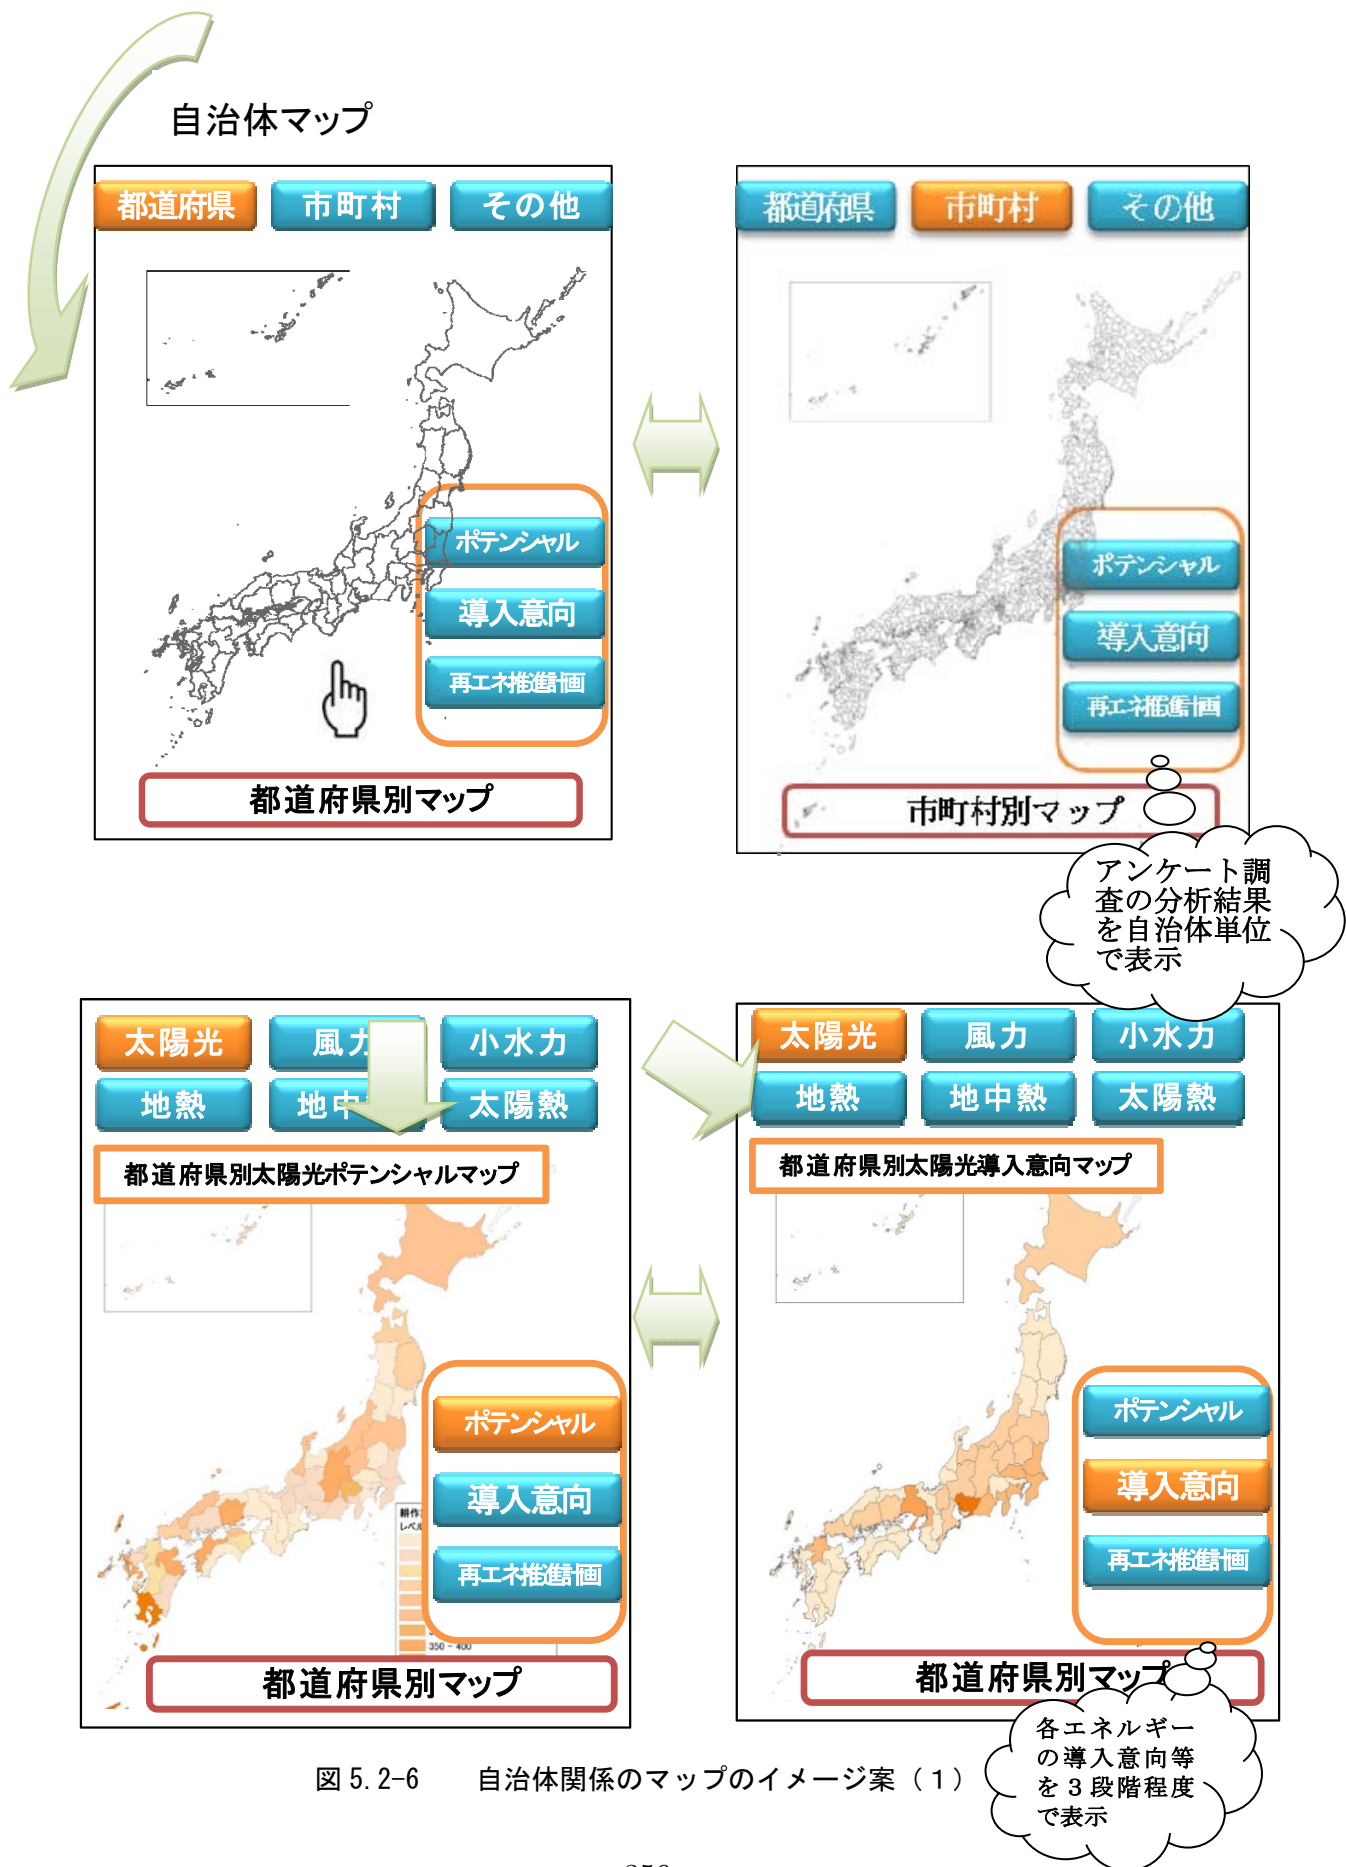 自治体マップ
都道府県 市町村 その他
ポテンシャル
導入意向
再エネ推進計画
都道府県別マップ
都道府県 市町村 その他
ポテンシャル
導入意向
再エネ推進計画
市町村別マップ
アンケート調
査の分析結果
を自治体単位
で表示
太陽光 風力 小水力
地熱 地中 太陽熱
都道府県別太陽光ポテンシャルマップ
ポテンシャル
導入意向
再エネ推進計画
耕作
レベル
350 - 400
都道府県別マップ
太陽光 風力 小水力
地熱 地中熱 太陽熱
都道府県別太陽光導入意向マップ
ポテンシャル
導入意向
再エネ推進計画
都道府県別マップ
各エネルギー
の導入意向等
を3段階程度
で表示
図 5.2-6 自治体関係のマップのイメージ案（1）